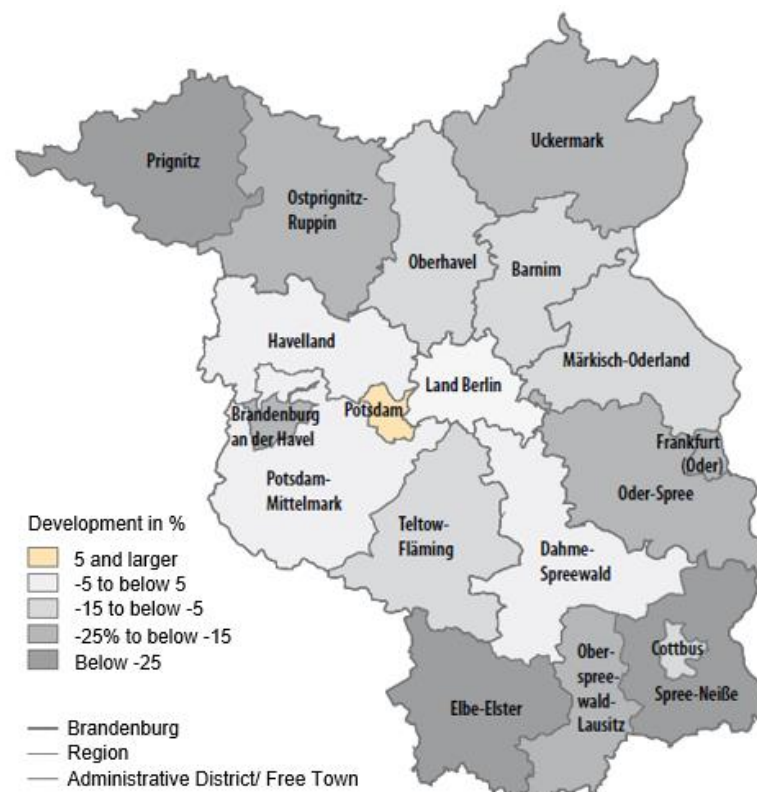 Uckermark
Prignitz
Ostprignitz-
Ruppin
Oberhavel
Barnim
Havelland
Märkisch-Oderland
Land Berlin
Potsdam
Brandenburg
an der Havel
Frankfurt
(Oder)
Oder-Spree
Potsdam-
Mittelmark
Teltow-
Fläming
Dahme-
Spreewald
Development in %
5 and larger
-5 to below 5
-15 to below -5
-25% to below -15
Below -25
Cottbus
Ober-
spree-
wald-
Lausitz
Spree-Neiße
Elbe-Elster
Brandenburg
Region
Administrative District/ Free Town